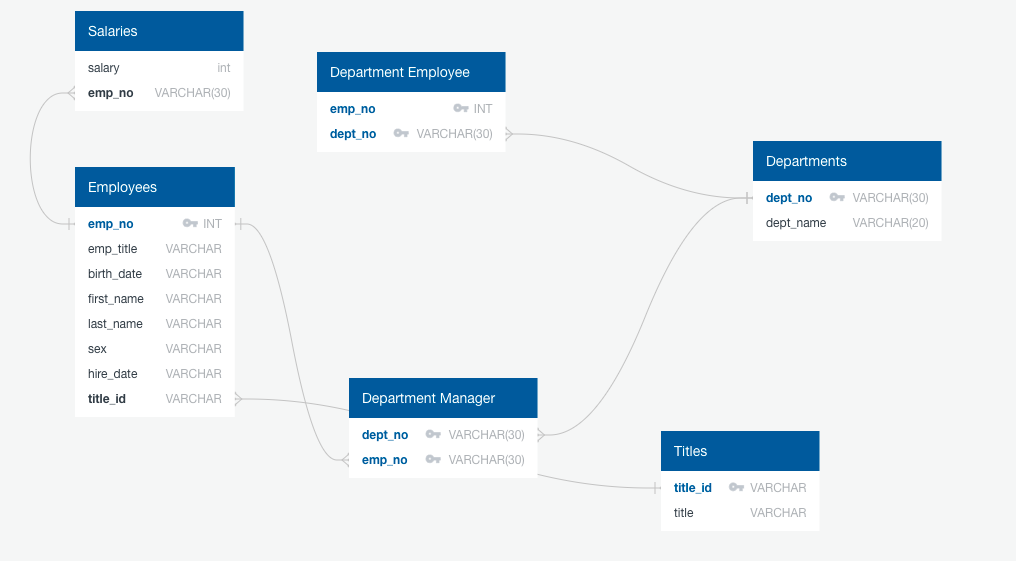 Salaries
salary int
emp_no VARCHAR(30)
Department Employee
emp_no INT
dept_no VARCHAR(30)
Departments
dept_no VARCHAR(30)
dept_name VARCHAR(20)
Employees
emp_no INT
emp_title VARCHAR
birth_date VARCHAR
first_name VARCHAR
last_name VARCHAR
sex VARCHAR
hire_date VARCHAR
title_id VARCHAR
Department Manager
dept_no VARCHAR(30)
emp_no VARCHAR(30)
Titles
title_id VARCHAR
title VARCHAR